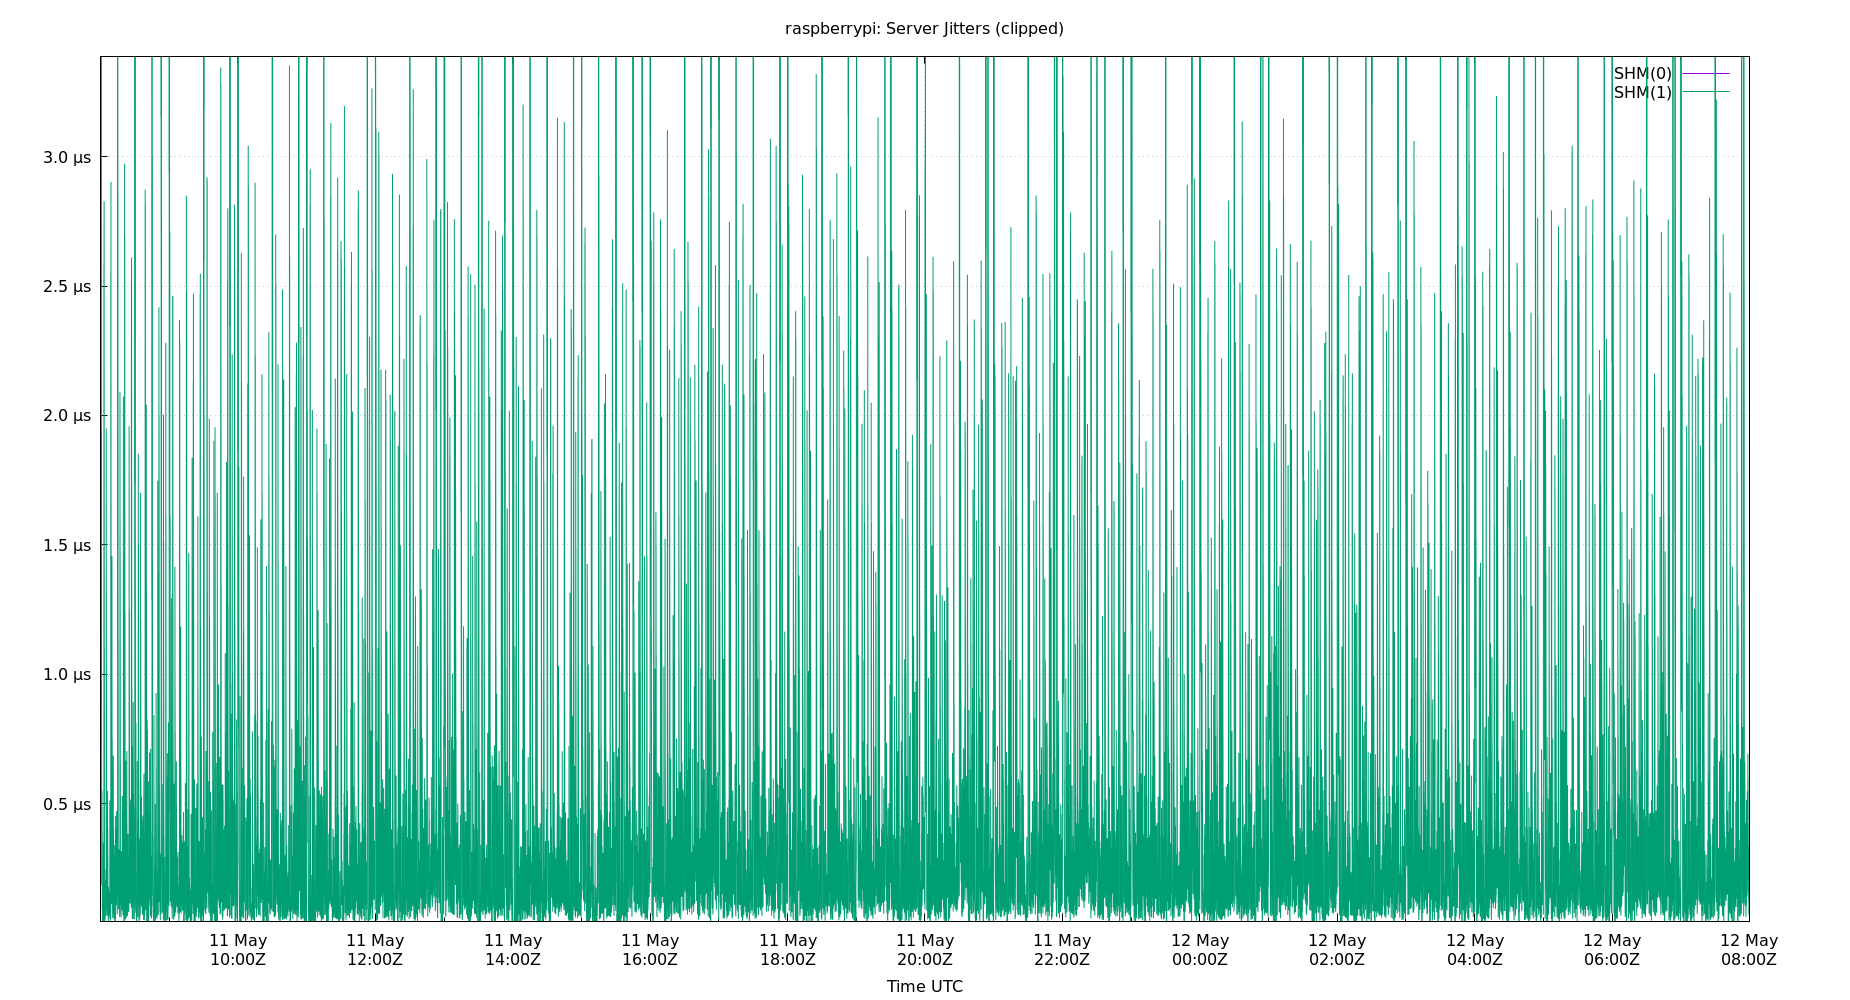 raspberrypi: Server Jitters (clipped)
SHM(0)
SHM(1)
3.0 µs
2.5 µs
2.0 µs
1.5 µs
1.0 µs
0.5 µs
11 May 11 May 11 May 11 May 11 May 11 May 11 May 12 May 12 May 12 May 12 May 12 May
10:00Z 12:00Z 14:00Z 16:00Z 18:00Z 20:00Z 22:00Z 00:00Z 02:00Z 04:00Z 06:00Z 08:00Z
Time UTC